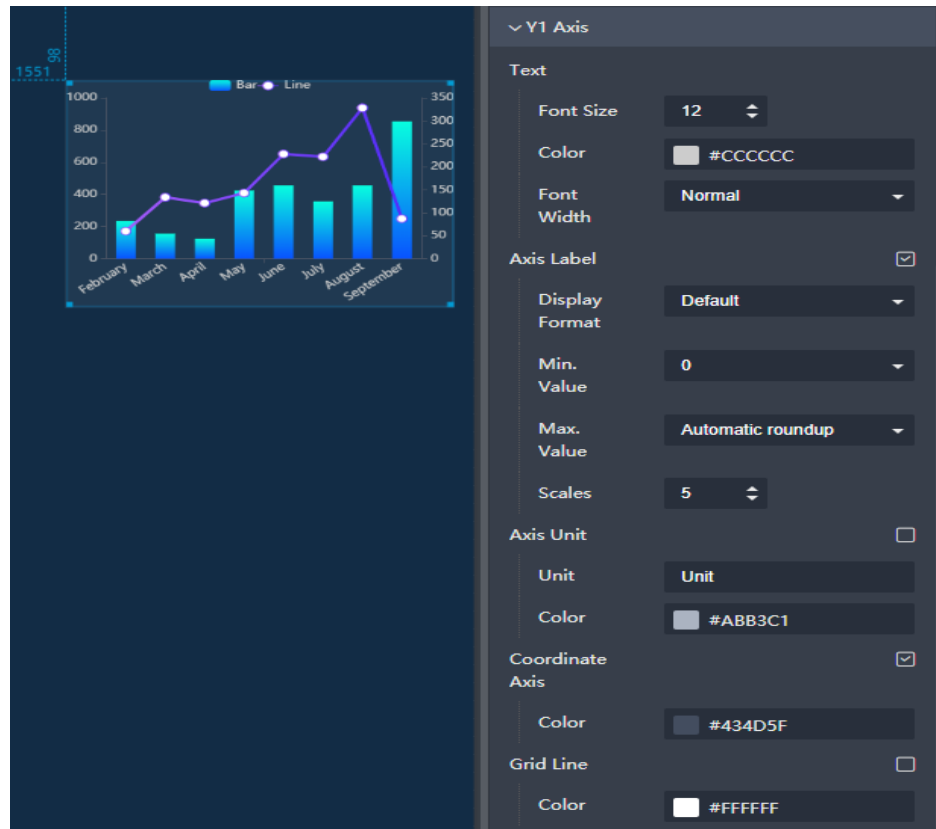 98
1551
Bar Line
1000
800
600
400
200
0
350
300
250
200
150
100
50
0
February March April May June July August September
Y1 Axis
Text
Font Size 12
Color #CCCCCC
Font
Width
Normal
Axis Label
Display
Format
Default
Min.
Value
0
Max.
Value
Automatic roundup
Scales 5
Axis Unit
Unit Unit
Color #ABB3C1
Coordinate
Axis
Color #434D5F
Grid Line
Color #FFFFFF